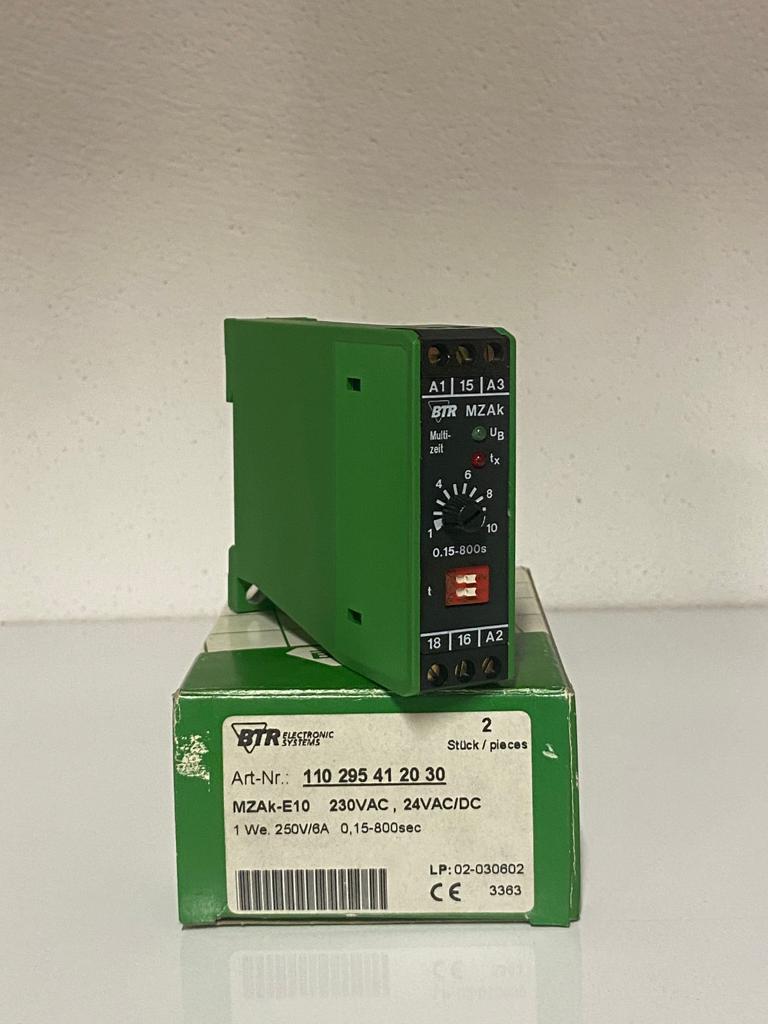 A1 15 A3
BTR MZAk
Multi-
zeit
UB
tx
1 4 6 8 10
0.15-800s
t
18 16 A2
BTR ELECTRONIC
SYSTEMS
2
Stück / pieces
Art-Nr.: 110 295 41 20 30
MZAk-E10 230VAC , 24VAC/DC
1 We. 250V/6A 0,15-800sec
LP: 02-030602
CE 3363